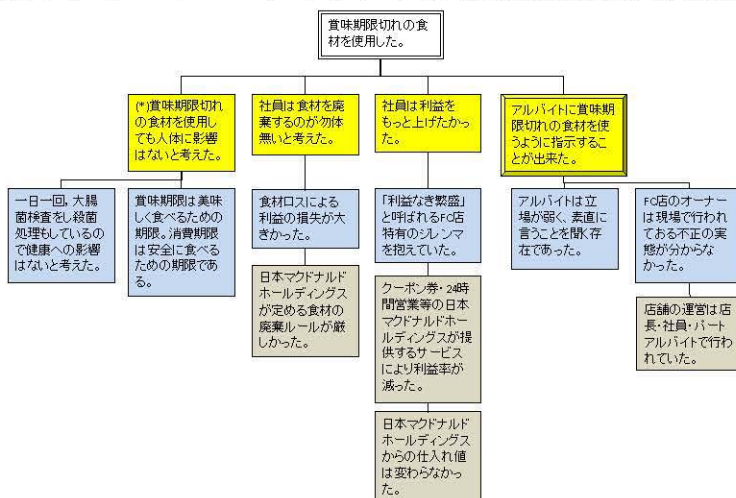 賞味期限切れの食
材を使用した。
(*)賞味期限切れ
の食材を使用し
ても人体に影響
はないと考えた。
社員は食材を廃
棄するのが勿体
無いと考えた。
社員は利益を
もっと上げたかっ
た。
アルバイトに賞味期
限切れの食材を使
うように指示するこ
とが出来た。
一日一回，大腸
菌検査をし殺菌
処理もしているの
で健康への影響
はないと考えた。
賞味期限は美味
しく食べるための
期限。消費期限
は安全に食べる
ための期限であ
る。
食材ロスによる
利益の損失が大
きかった。
「利益なき繁盛」
と呼ばれるFC店
特有のジレンマ
を抱えていた。
アルバイトは立
場が弱く、素直に
言うことを聞く存
在であった。
FC店のオーナー
は現場で行われ
ておる不正の実
態が分からな
かった。
日本マクドナルド
ホールディングス
が定める食材の
廃棄ルールが厳
しかった。
クーポン券・24時
間営業等の日本
マクドナルドホー
ルディングスが提
供するサービス
により利益率が
減った。
店舗の運営は店
長・社員・パート
アルバイトで行わ
れていた。
日本マクドナルド
ホールディングス
からの仕入れ値
は変わらなかっ
た。